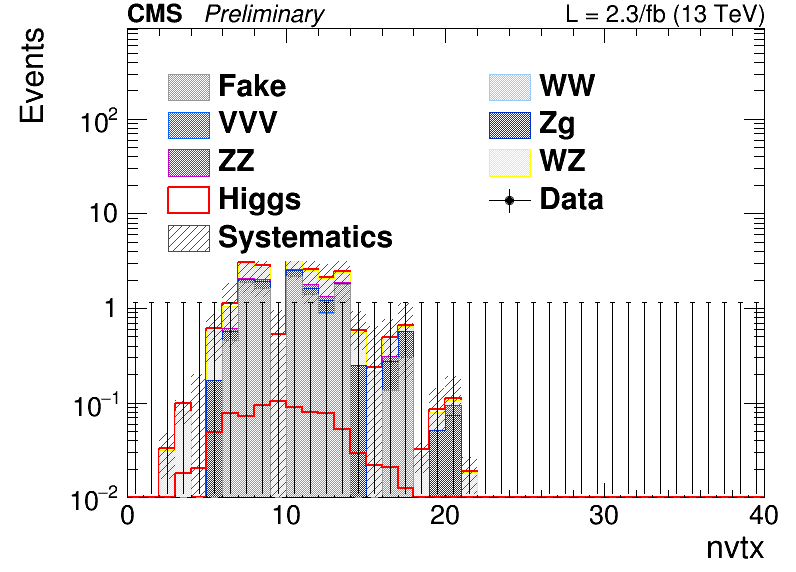 CMS Preliminary L = 2.3/fb (13 TeV)
Events
Fake WW
VVV Zg
ZZ WZ
Higgs Data
Systematics
10²
10
1
10⁻¹
10⁻²
0 10 20 30 40
nvtx